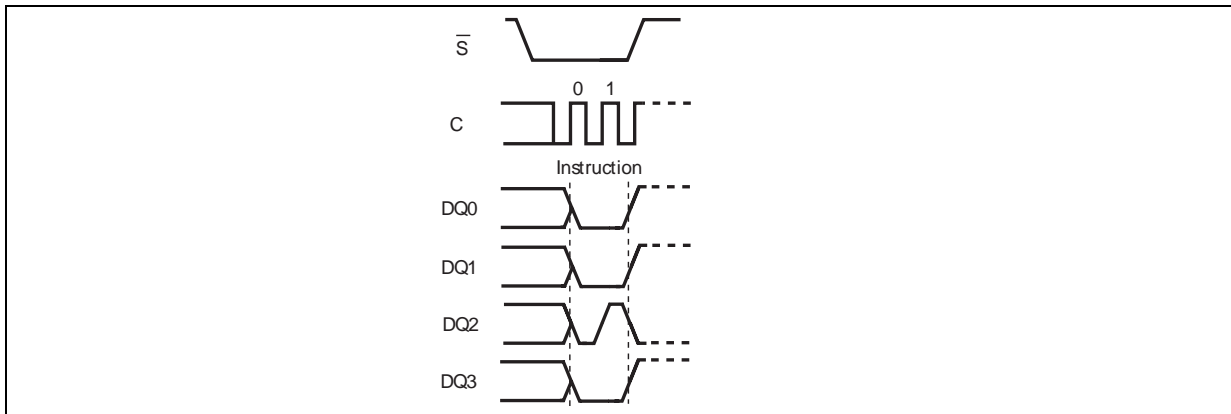 S̅
0 1
C
Instruction
DQ0
DQ1
DQ2
DQ3